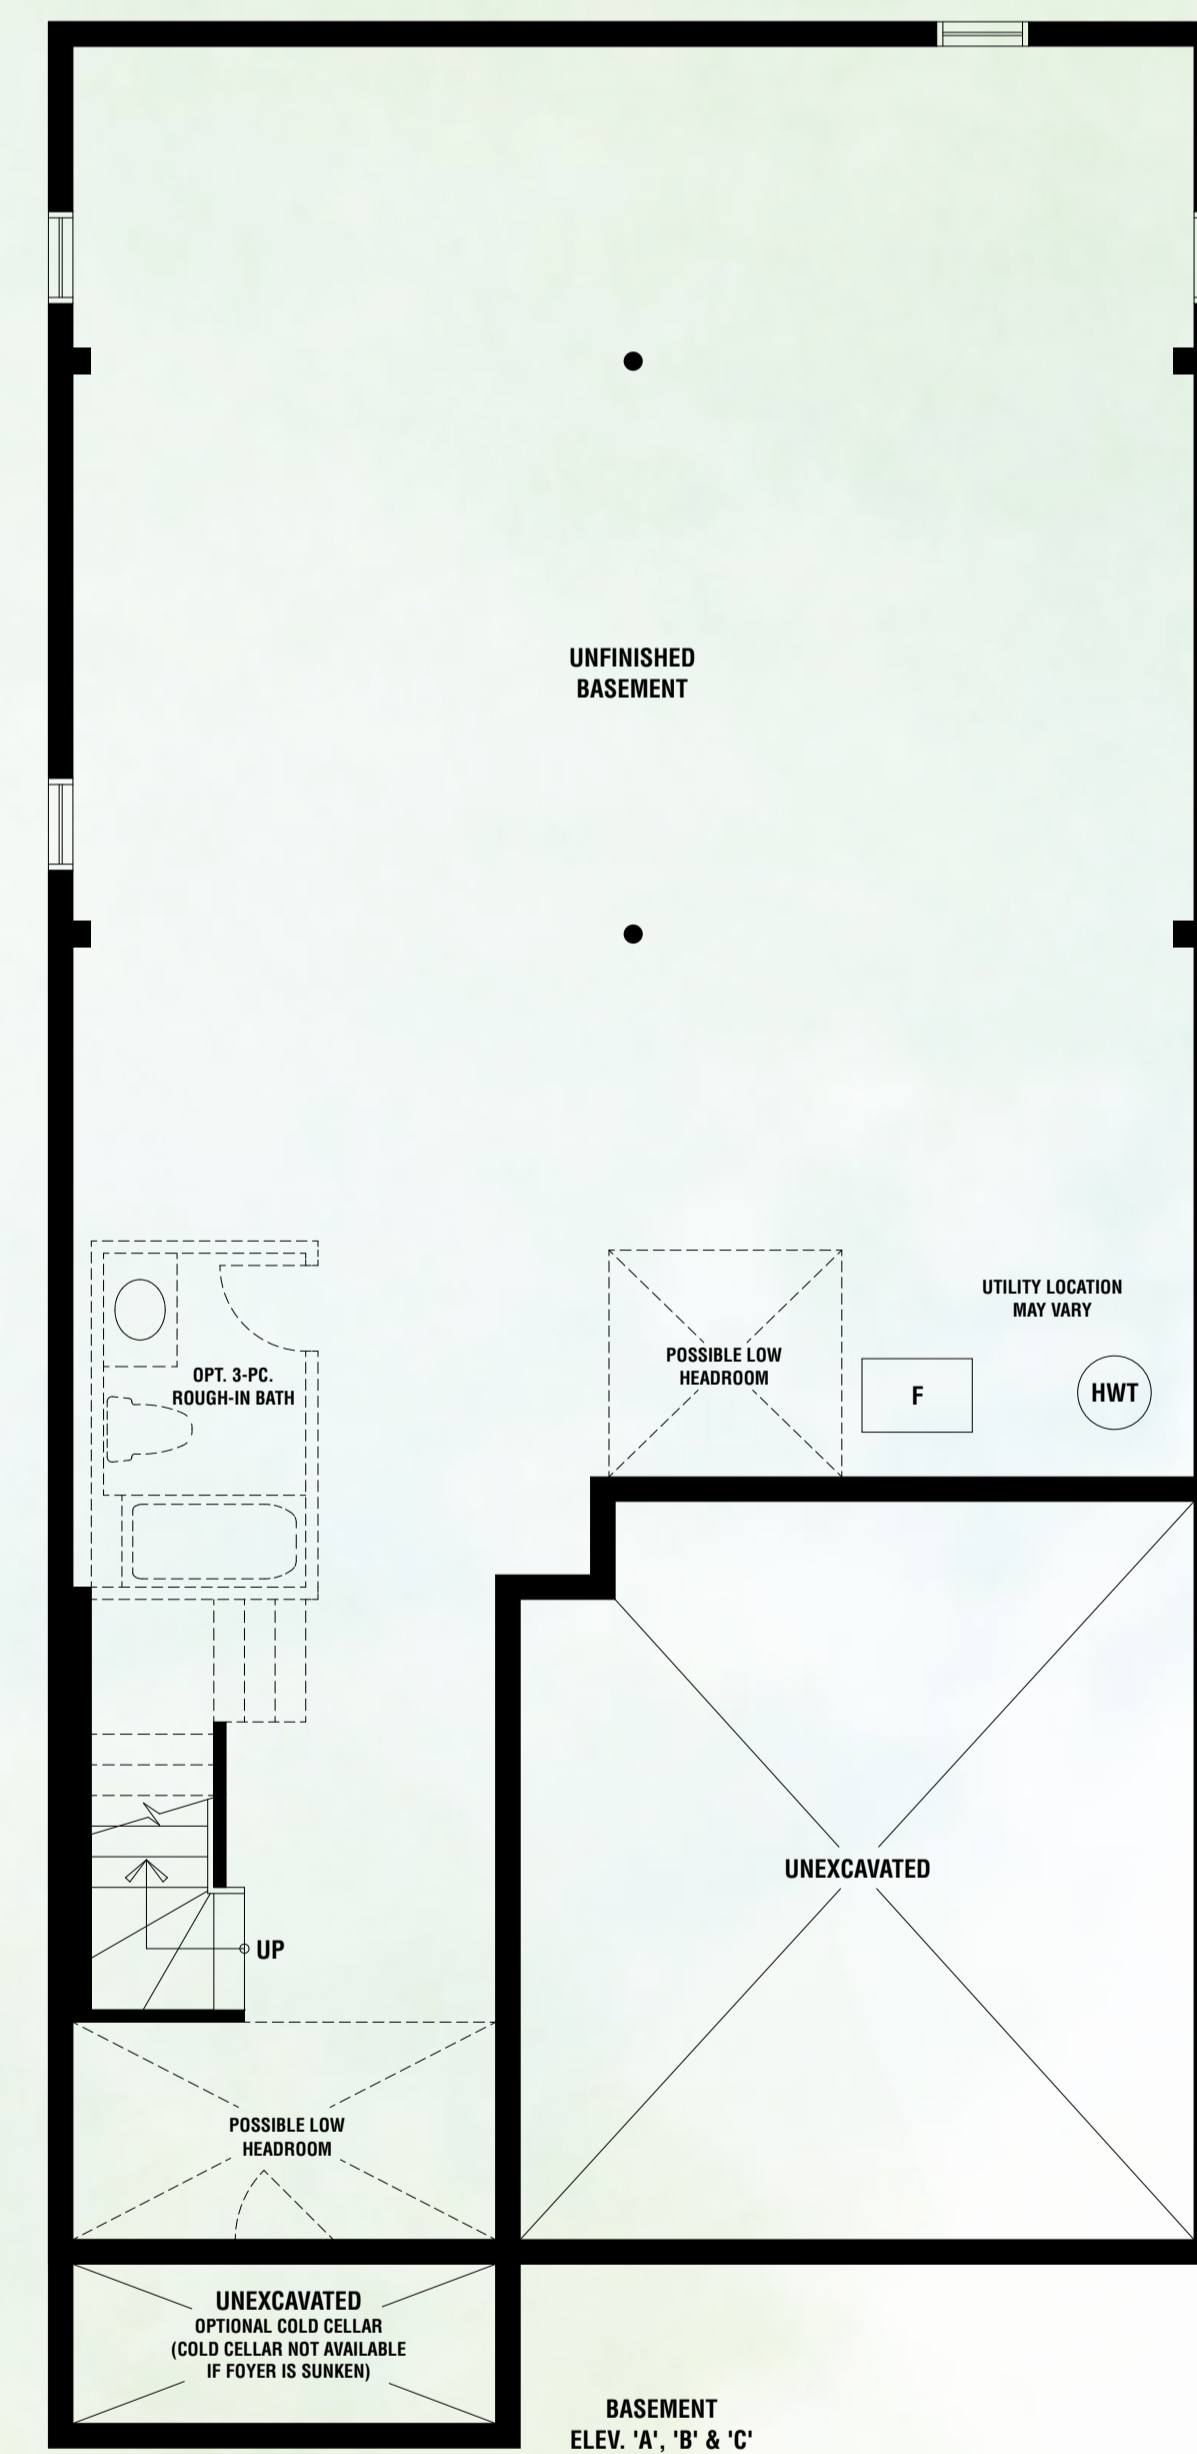 UNFINISHED
BASEMENT
UTILITY LOCATION
MAY VARY
POSSIBLE LOW
HEADROOM
F
HWT
OPT. 3-PC.
ROUGH-IN BATH
UNEXCAVATED
UP
POSSIBLE LOW
HEADROOM
UNEXCAVATED
OPTIONAL COLD CELLAR
(COLD CELLAR NOT AVAILABLE
IF FOYER IS SUNKEN)
BASEMENT
ELEV. 'A', 'B' & 'C'